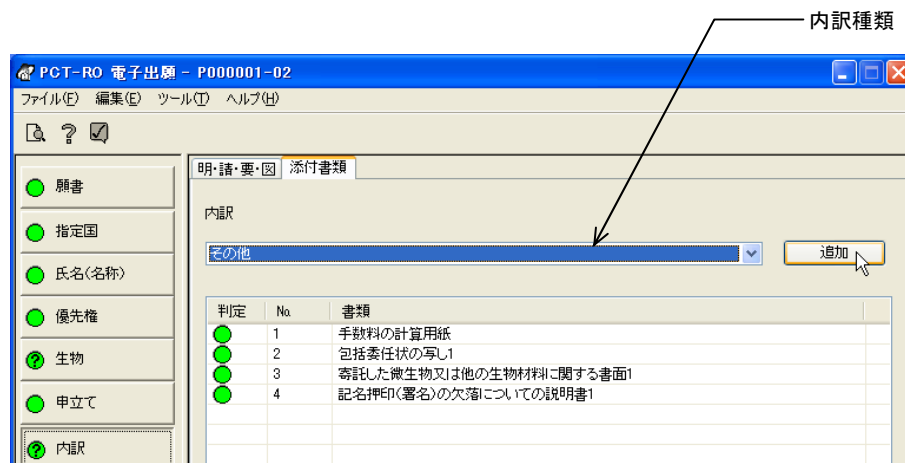 内訳種類
PCT-RO 電子出願 - P000001-02
ファイル(F) 編集(E) ツール(T) ヘルプ(H)
明・請・要・図 添付書類
願書
内訳
指定国
その他 追加
氏名(名称)
判定 No. 書類
優先権
1 手数料の計算用紙
2 包括委任状の写し1
生物
3 寄託した微生物又は他の生物材料に関する書面1
4 記名押印(署名)の欠落についての説明書1
申立て
内訳